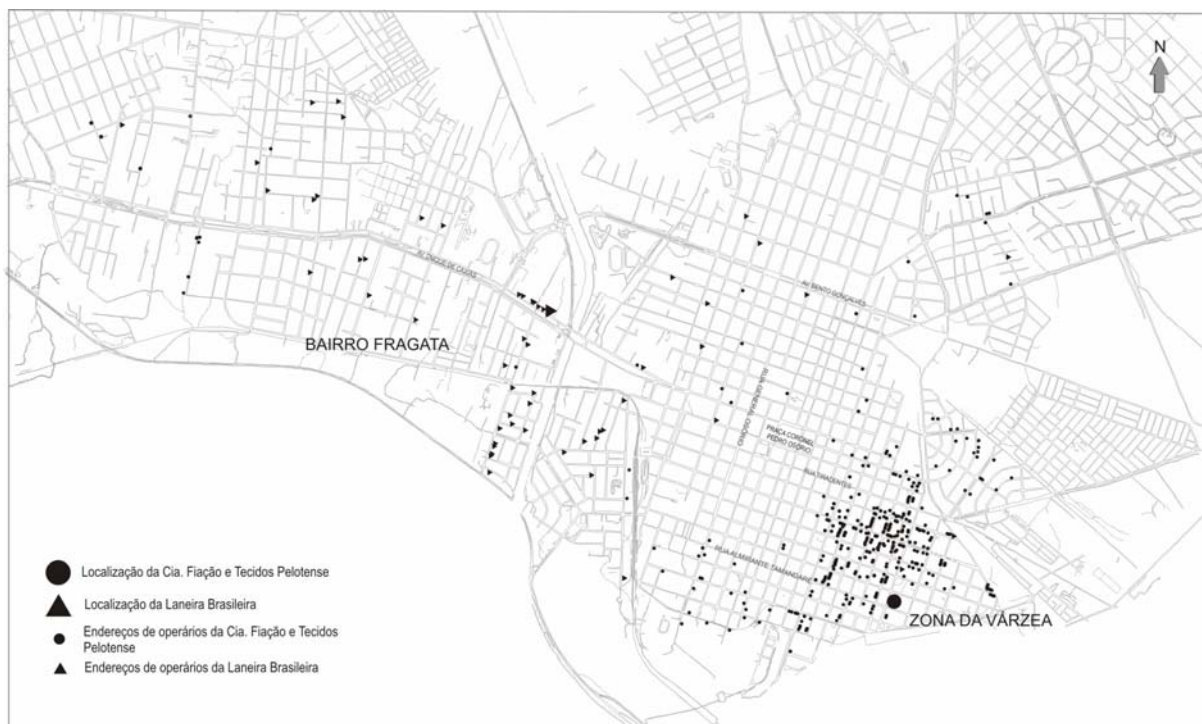 N
AV. DUQUE DE CAXIAS
AV. BENTO GONÇALVES
BAIRRO FRAGATA
RUA GENERAL OSÓRIO
PRAÇA CORONEL
PEDRO OSÓRIO
RUA TIRADENTES
RUA ALMIRANTE TAMANDARÉ
ZONA DA VÁRZEA
Localização da Cia. Fiação e Tecidos Pelotense
Localização da Laneira Brasileira
Endereços de operários da Cia. Fiação e Tecidos
Pelotense
Endereços de operários da Laneira Brasileira